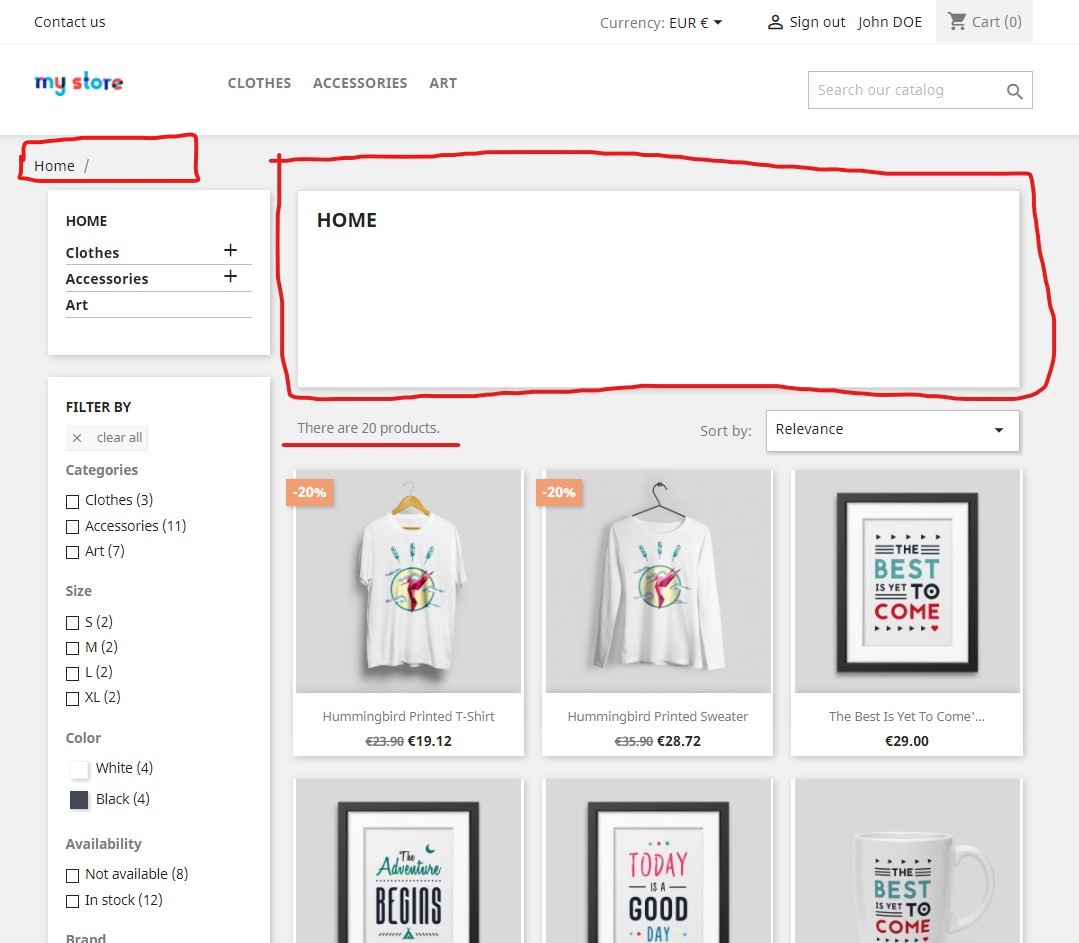 Contact us
Currency: EUR €
Sign out
John DOE
Cart (0)
my store
CLOTHES
ACCESSORIES
ART
Search our catalog
Home /
HOME
Clothes
Accessories
Art
HOME
FILTER BY
clear all
Categories
Clothes (3)
Accessories (11)
Art (7)
Size
S (2)
M (2)
L (2)
XL (2)
Color
White (4)
Black (4)
Availability
Not available (8)
In stock (12)
Brand
There are 20 products.
Sort by:
Relevance
-20%
Hummingbird Printed T-Shirt
€23.90 €19.12
-20%
Hummingbird Printed Sweater
€35.90 €28.72
THE
BEST
IS YET TO
COME
The Best Is Yet To Come'...
€29.00
The
Adventure
BEGINS
TODAY
IS A
GOOD
DAY
THE
BEST
IS YET TO
COME